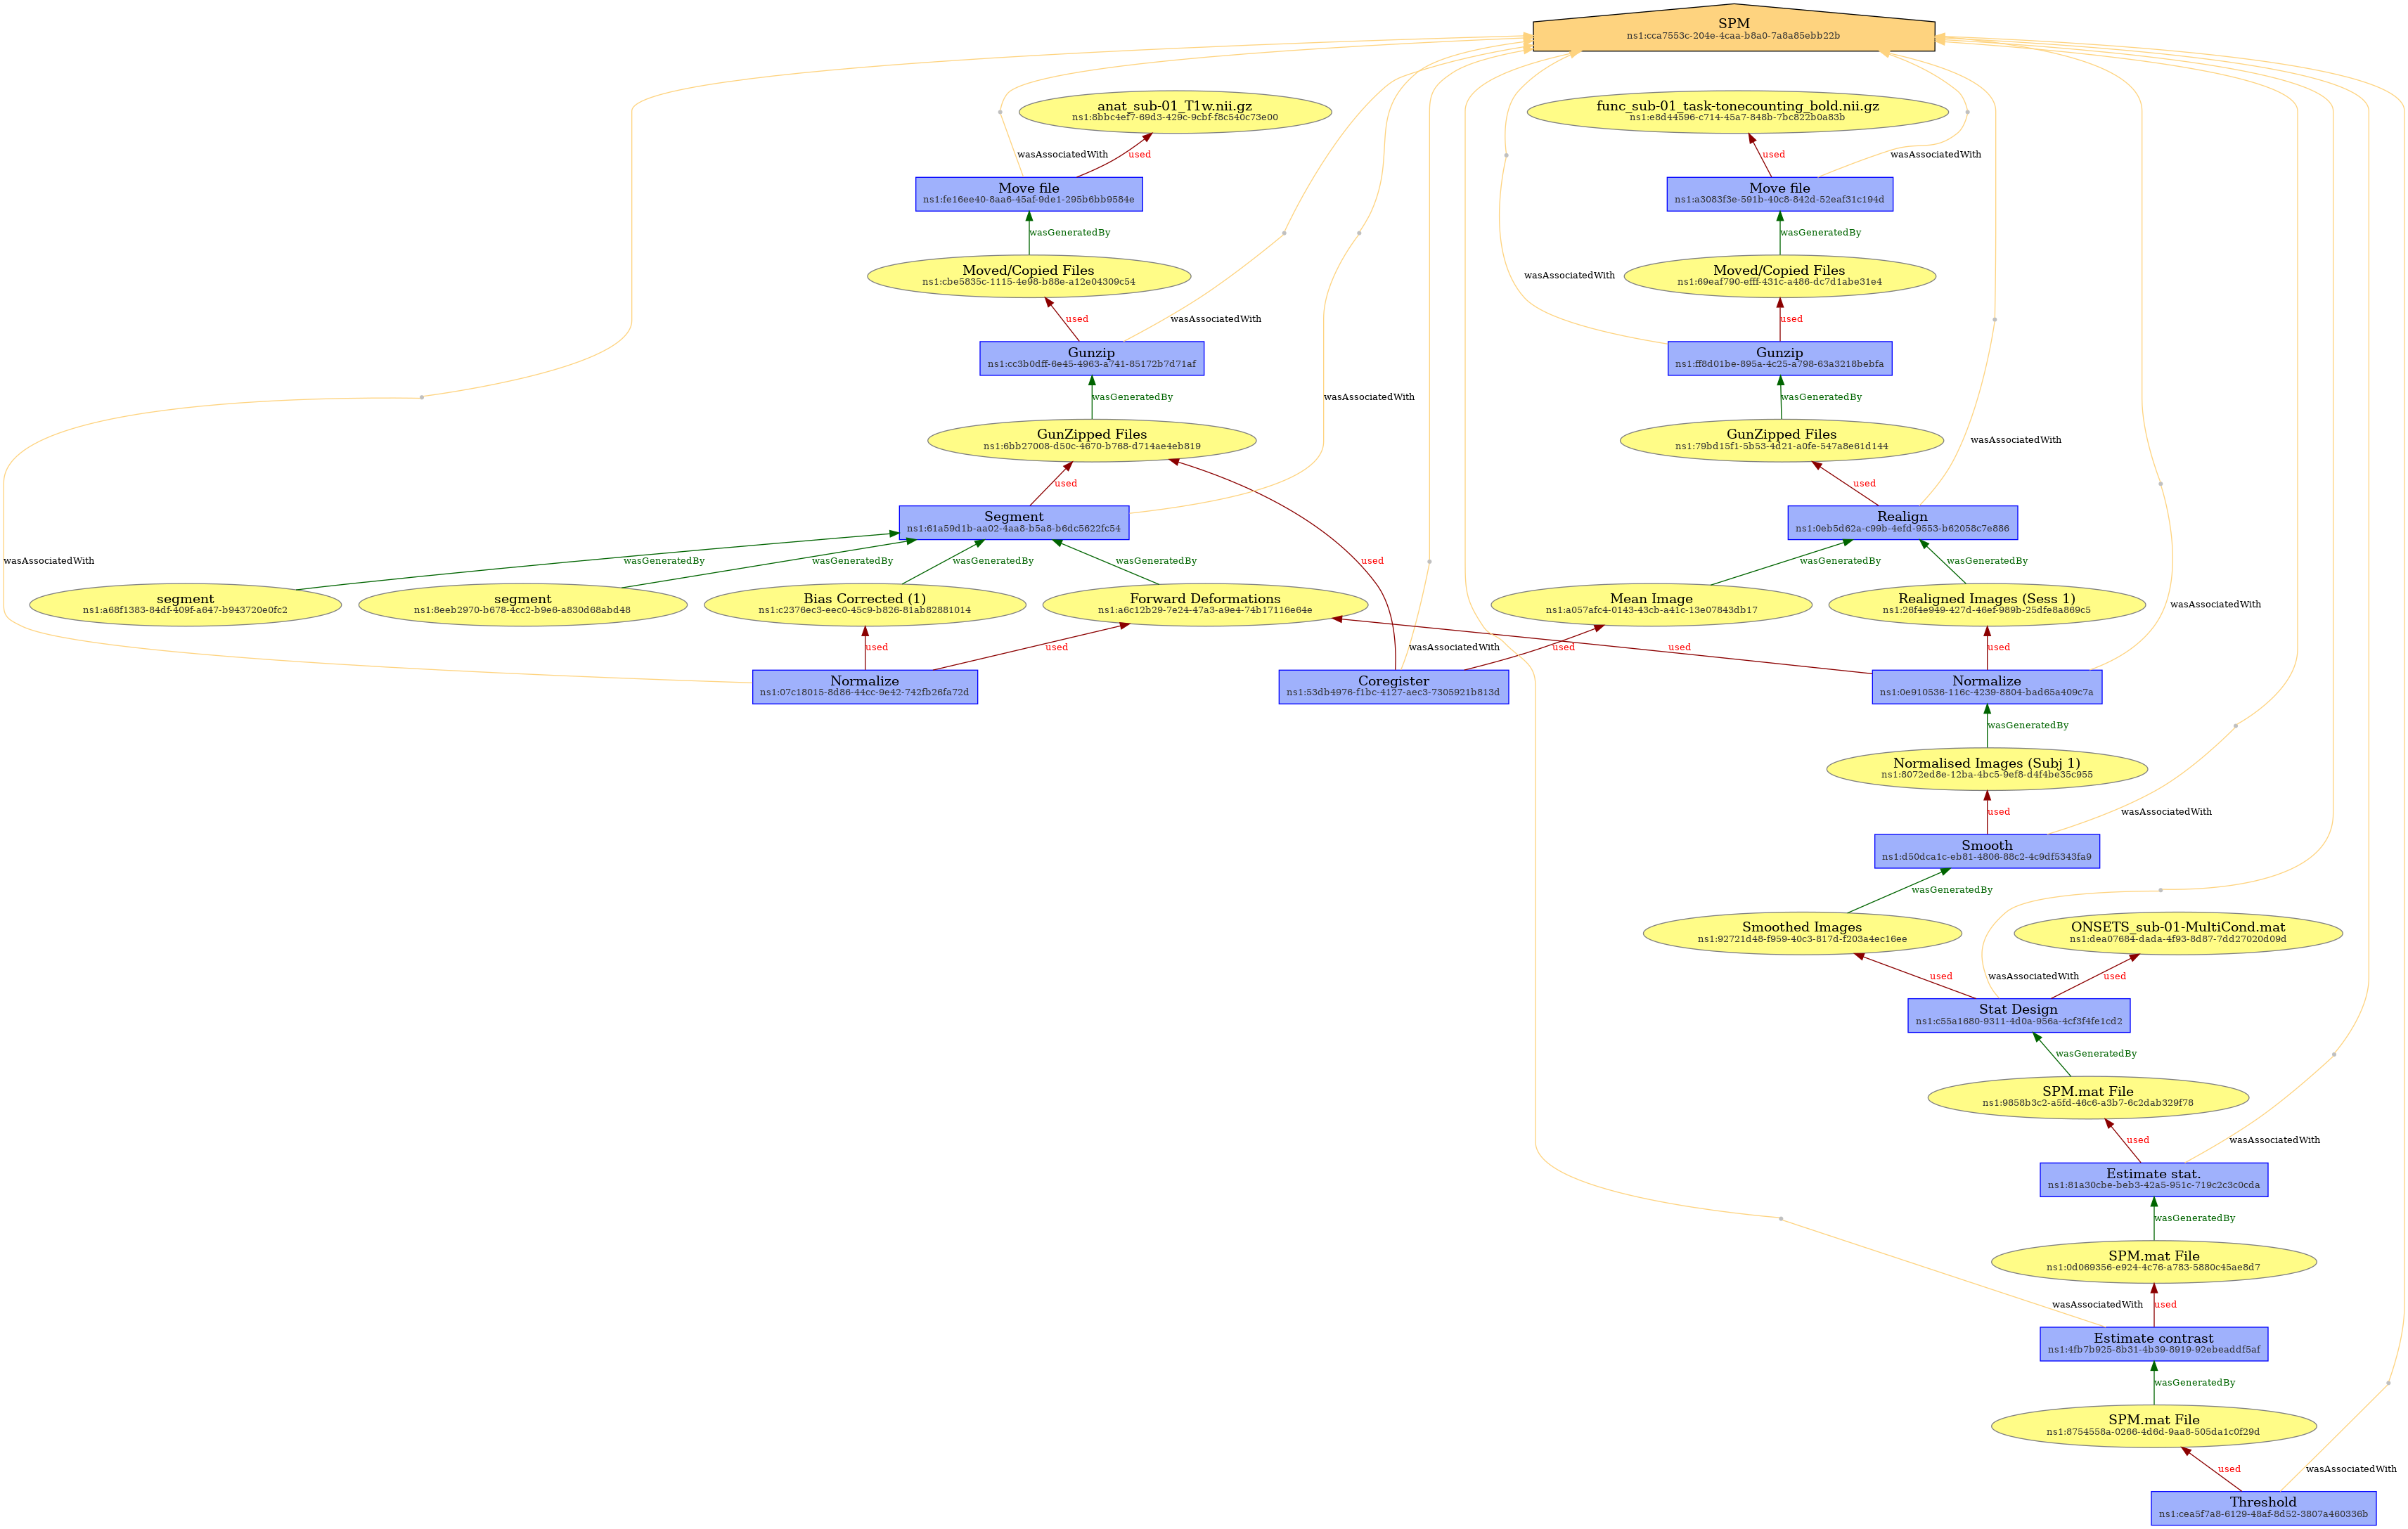 SPM
ns1:cca7553c-204e-4caa-b8a0-7a8a85ebb22b
anat_sub-01_T1w.nii.gz
ns1:8bbc4ef7-69d3-429c-9cbf-f8c540c73e00
func_sub-01_task-tonecounting_bold.nii.gz
ns1:e8d44596-c714-45a7-848b-7bc822b0a83b
wasAssociatedWith
used
used
wasAssociatedWith
Move file
ns1:fe16ee40-8aa6-45af-9de1-295b6bb9584e
Move file
ns1:a3083f3e-591b-40c8-842d-52eaf31c194d
wasGeneratedBy
wasGeneratedBy
Moved/Copied Files
ns1:cbe5835c-1115-4e98-b88e-a12e04309c54
wasAssociatedWith
Moved/Copied Files
ns1:69eaf790-efff-431c-a486-dc7d1abe31e4
used
wasAssociatedWith
used
Gunzip
ns1:cc3b0dff-6e45-4963-a741-85172b7d71af
Gunzip
ns1:ff8d01be-895a-4c25-a798-63a3218bebfa
wasGeneratedBy
wasAssociatedWith
wasGeneratedBy
GunZipped Files
ns1:6bb27008-d50c-4670-b768-d714ae4eb819
GunZipped Files
ns1:79bd15f1-5b53-4d21-a0fe-547a8e61d144
wasAssociatedWith
used
used
Segment
ns1:61a59d1b-aa02-4aa8-b5a8-b6dc5622fc54
Realign
ns1:0eb5d62a-c99b-4efd-9553-b62058c7e886
wasAssociatedWith
wasGeneratedBy
wasGeneratedBy
wasGeneratedBy
wasGeneratedBy
used
wasGeneratedBy
wasGeneratedBy
segment
ns1:a68f1383-84df-409f-a647-b943720e0fc2
segment
ns1:8eeb2970-b678-4cc2-b9e6-a830d68abd48
Bias Corrected (1)
ns1:c2376ec3-eec0-45c9-b826-81ab82881014
Forward Deformations
ns1:a6c12b29-7e24-47a3-a9e4-74b17116e64e
Mean Image
ns1:a057afc4-0143-43cb-a41c-13e07843db17
Realigned Images (Sess 1)
ns1:26f4e949-427d-46ef-989b-25dfe8a869c5
wasAssociatedWith
used
used
wasAssociatedWith
used
used
used
Normalize
ns1:07c18015-8d86-44cc-9e42-742fb26fa72d
Coregister
ns1:53db4976-f1bc-4127-aec3-7305921b813d
Normalize
ns1:0e910536-116c-4239-8804-bad65a409c7a
wasGeneratedBy
Normalised Images (Subj 1)
ns1:8072ed8e-12ba-4bc5-9ef8-d4f4be35c955
used
wasAssociatedWith
Smooth
ns1:d50dca1c-eb81-4806-88c2-4c9df5343fa9
wasGeneratedBy
Smoothed Images
ns1:92721d48-f959-40c3-817d-f203a4ec16ee
ONSETS_sub-01-MultiCond.mat
ns1:dea07684-dada-4f93-8d87-7dd27020d09d
used
wasAssociatedWith
used
Stat Design
ns1:c55a1680-9311-4d0a-956a-4cf3f4fe1cd2
wasGeneratedBy
SPM.mat File
ns1:9858b3c2-a5fd-46c6-a3b7-6c2dab329f78
used
wasAssociatedWith
Estimate stat.
ns1:81a30cbe-beb3-42a5-951c-719c2c3c0cda
wasGeneratedBy
SPM.mat File
ns1:0d069356-e924-4c76-a783-5880c45ae8d7
wasAssociatedWith
used
Estimate contrast
ns1:4fb7b925-8b31-4b39-8919-92ebeaddf5af
wasGeneratedBy
SPM.mat File
ns1:8754558a-0266-4d6d-9aa8-505da1c0f29d
used
wasAssociatedWith
Threshold
ns1:cea5f7a8-6129-48af-8d52-3807a460336b